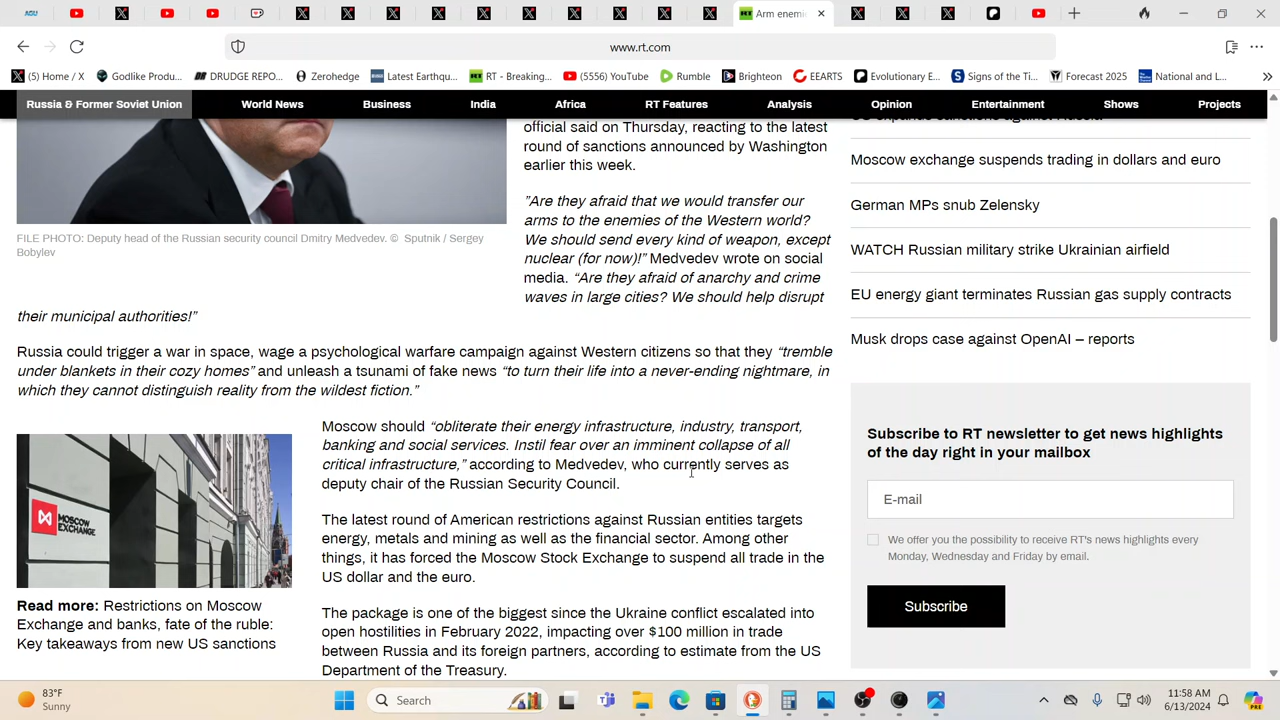 AGU
RT
Arm enemie
www.rt.com
(5) Home / X
Godlike Produ...
DRUDGE REPO...
Zerohedge
Latest Earthqu...
RT - Breaking...
(5556) YouTube
Rumble
Brighteon
EEARTS
Evolutionary E...
Signs of the Ti...
Forecast 2025
National and L...
Russia & Former Soviet Union
World News
Business
India
Africa
RT Features
Analysis
Opinion
Entertainment
Shows
Projects
official said on Thursday, reacting to the latest
round of sanctions announced by Washington
earlier this week.
"Are they afraid that we would transfer our
arms to the enemies of the Western world?
We should send every kind of weapon, except
nuclear (for now)!" Medvedev wrote on social
media. “Are they afraid of anarchy and crime
waves in large cities? We should help disrupt
their municipal authorities!”
FILE PHOTO: Deputy head of the Russian security council Dmitry Medvedev. © Sputnik / Sergey
Bobylev
Russia could trigger a war in space, wage a psychological warfare campaign against Western citizens so that they “tremble
under blankets in their cozy homes” and unleash a tsunami of fake news “to turn their life into a never-ending nightmare, in
which they cannot distinguish reality from the wildest fiction.”
Moscow should “obliterate their energy infrastructure, industry, transport,
banking and social services. Instil fear over an imminent collapse of all
critical infrastructure,” according to Medvedev, who currently serves as
deputy chair of the Russian Security Council.
MOSCOW
EXCHANGE
Read more: Restrictions on Moscow
Exchange and banks, fate of the ruble:
Key takeaways from new US sanctions
The latest round of American restrictions against Russian entities targets
energy, metals and mining as well as the financial sector. Among other
things, it has forced the Moscow Stock Exchange to suspend all trade in the
US dollar and the euro.
The package is one of the biggest since the Ukraine conflict escalated into
open hostilities in February 2022, impacting over $100 million in trade
between Russia and its foreign partners, according to estimate from the US
Department of the Treasury.
US expands sanctions against Russia
Moscow exchange suspends trading in dollars and euro
German MPs snub Zelensky
WATCH Russian military strike Ukrainian airfield
EU energy giant terminates Russian gas supply contracts
Musk drops case against OpenAI – reports
Subscribe to RT newsletter to get news highlights
of the day right in your mailbox
E-mail
We offer you the possibility to receive RT's news highlights every
Monday, Wednesday and Friday by email.
Subscribe
83°F
Sunny
Search
11:58 AM
6/13/2024
PRE